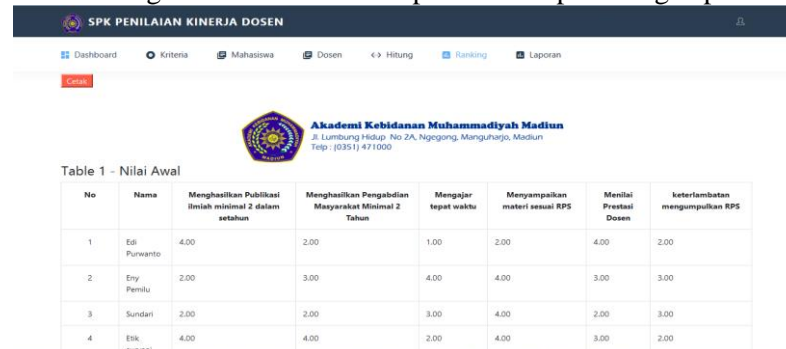 SPK PENILAIAN KINERJA DOSEN
Dashboard Kriteria Mahasiswa Dosen Hitung Ranking Laporan
Cetak
Akademi Kebidanan Muhammadiyah Madiun
Jl. Lumbung Hidup No 2A, Ngegong, Manguharjo, Madiun
Telp : (0351) 471000
Table 1 - Nilai Awal
No Nama Menghasilkan Publikasi ilmiah minimal 2 dalam setahun Menghasilkan Pengabdian Masyarakat Minimal 2 Tahun Mengajar tepat waktu Menyampaikan materi sesuai RPS Menilai Prestasi Dosen keterlambatan mengumpulkan RPS
1 Edi Purwanto 4.00 2.00 1.00 2.00 4.00 2.00
2 Eny Pemilu 2.00 3.00 4.00 4.00 3.00 3.00
3 Sundari 2.00 2.00 3.00 4.00 2.00 3.00
4 Etik 4.00 4.00 2.00 4.00 3.00 2.00